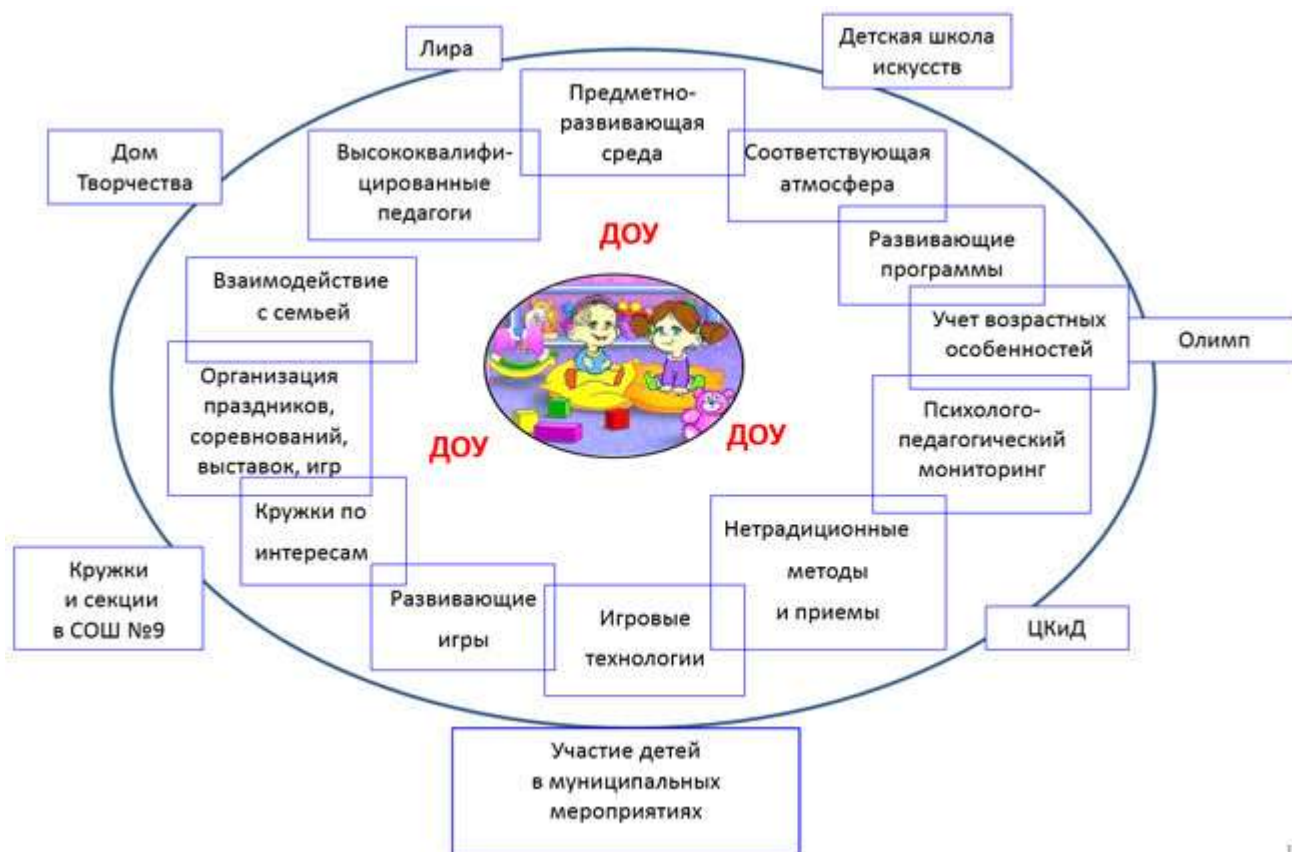 Лира
Детская школа
искусств
Предметно-
развивающая
среда
Дом
Творчества
Высококвалифи-
цированные
педагоги
Соответствующая
атмосфера
ДОУ
Развивающие
программы
Взаимодействие
с семьей
Учет возрастных
особенностей
Олимп
Организация
праздников,
соревнований,
выставок, игр
ДОУ
ДОУ
Психолого-
педагогический
мониторинг
Кружки по
интересам
Нетрадиционные
методы
и приемы
Кружки
и секции
в СОШ №9
Развивающие
игры
Игровые
технологии
ЦКиД
Участие детей
в муниципальных
мероприятиях